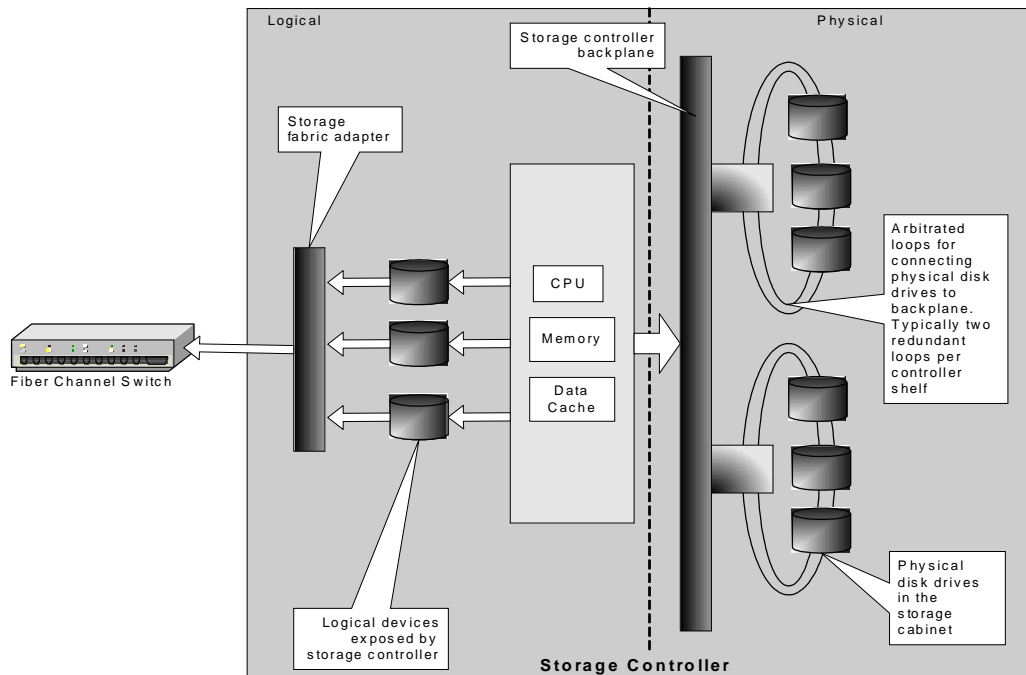 Logical
Physical
Storage controller
backplane
Storage
fabric adapter
Arbitrated
loops for
connecting
physical disk
drives to
backplane.
Typically two
redundant
loops per
controller
shelf
CPU
Memory
Data
Cache
Fiber Channel Switch
Logical devices
exposed by
storage controller
Physical
disk drives
in the
storage
cabinet
Storage Controller